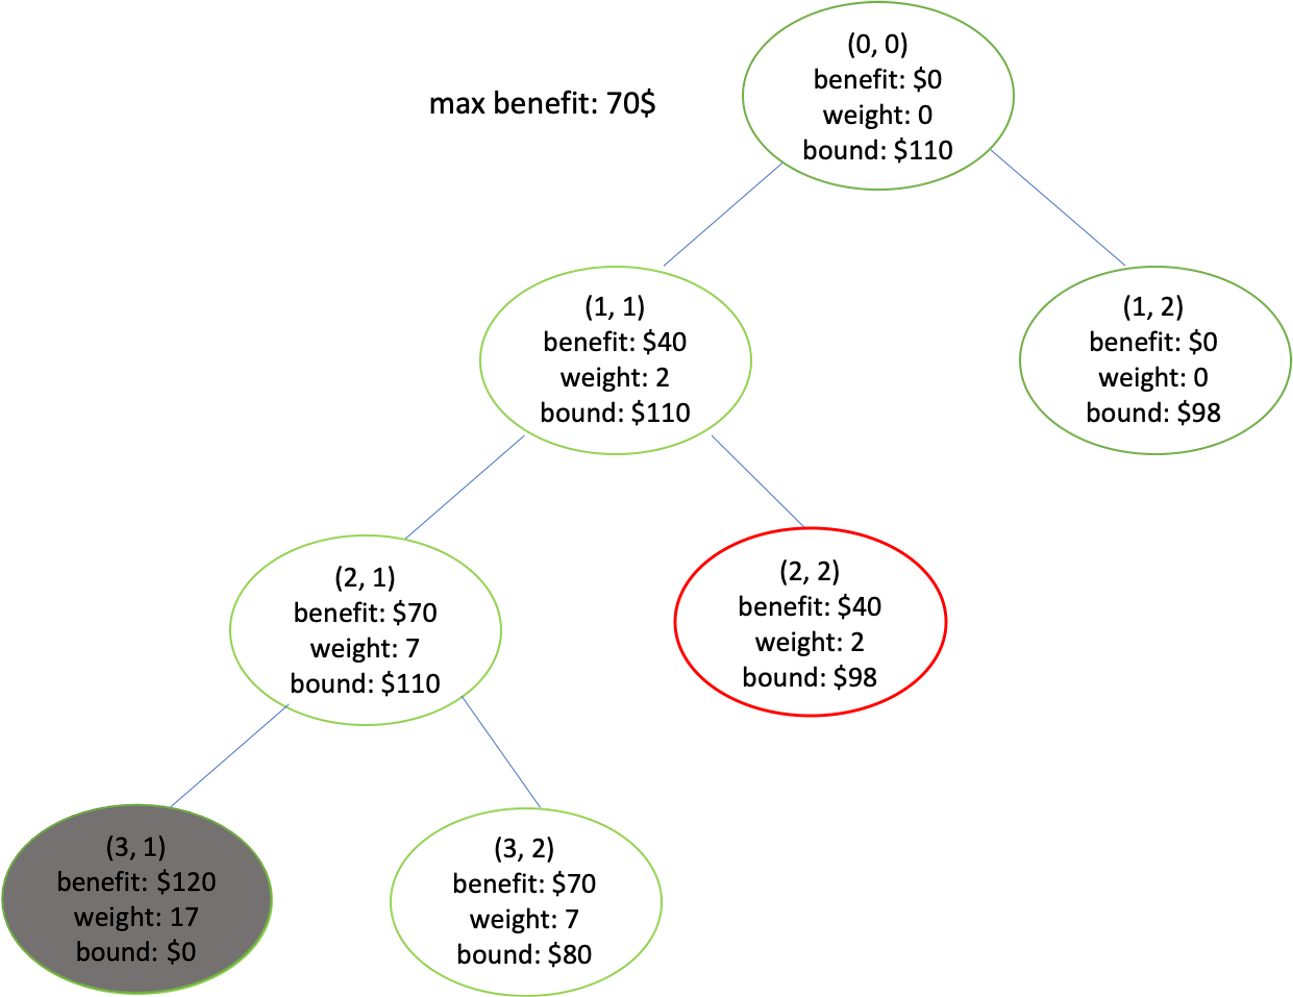 (0, 0)
benefit: $0
weight: 0
bound: $110
max benefit: 70$
(1, 1)
benefit: $40
weight: 2
bound: $110
(1, 2)
benefit: $0
weight: 0
bound: $98
(2, 1)
benefit: $70
weight: 7
bound: $110
(2, 2)
benefit: $40
weight: 2
bound: $98
(3, 1)
benefit: $120
weight: 17
bound: $0
(3, 2)
benefit: $70
weight: 7
bound: $80